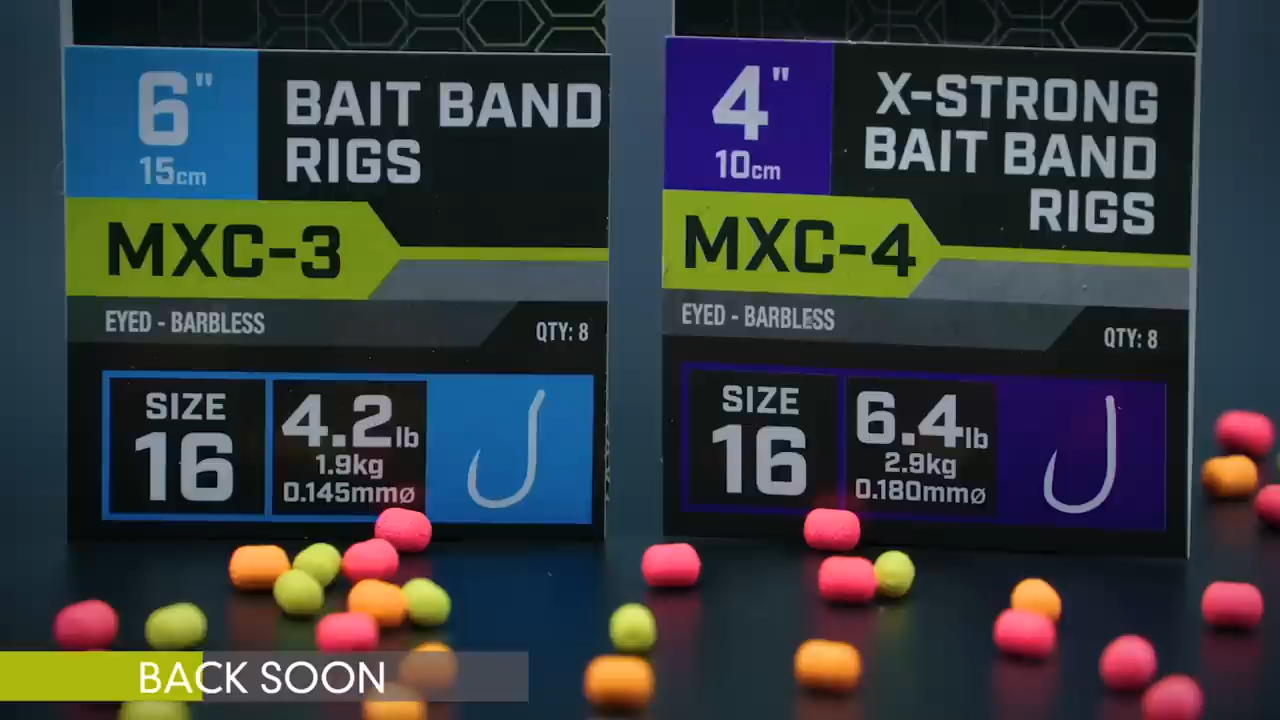 6"
15cm
BAIT BAND
RIGS
MXC-3
EYED - BARBLESS
QTY: 8
SIZE
16
4.2lb
1.9kg
0.145mmø
4"
10cm
X-STRONG
BAIT BAND
RIGS
MXC-4
EYED - BARBLESS
QTY: 8
SIZE
16
6.4lb
2.9kg
0.180mmø
BACK SOON